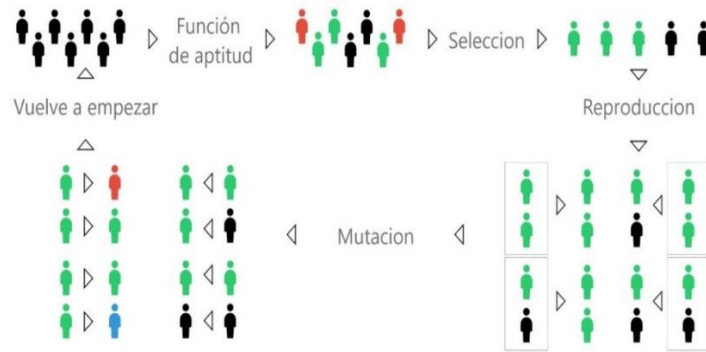 Función
de aptitud
Seleccion
Vuelve a empezar
Reproduccion
Mutacion